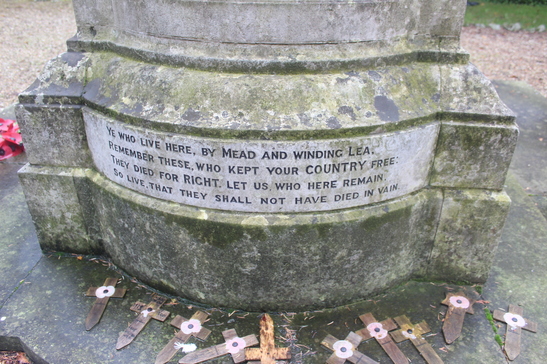 YE WHO LIVE HERE, BY MEAD AND WINDING LEA,
REMEMBER THESE, WHO KEPT YOUR COUNTRY FREE;
THEY DIED FOR RIGHT, LET US, WHO HERE REMAIN,
SO LIVE, THAT THEY, SHALL NOT HAVE DIED IN VAIN.